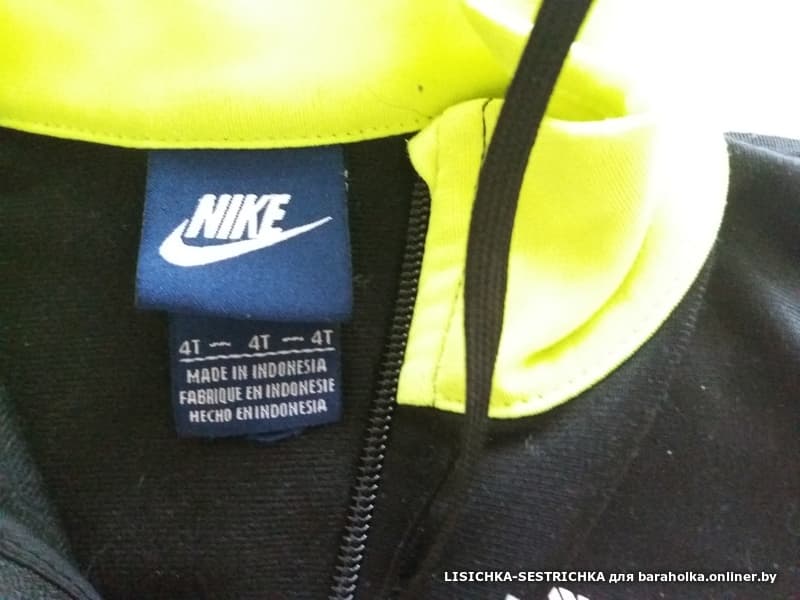 NIKE
4T ~ 4T ~ 4T
MADE IN INDONESIA
FABRIQUE EN INDONESIE
HECHO EN INDONESIA
LISICHKA-SESTRICHKA для baraholka.onliner.by